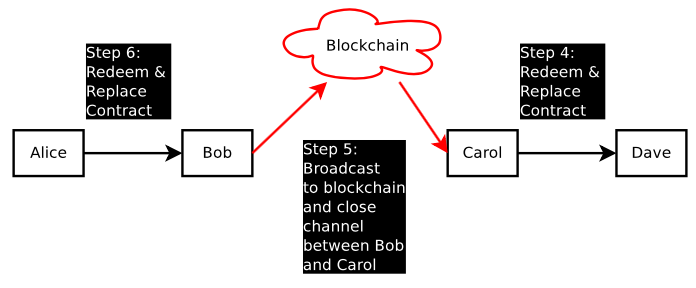 Blockchain
Step 6:
Redeem &
Replace
Contract
Step 4:
Redeem &
Replace
Contract
Alice
Bob
Carol
Dave
Step 5:
Broadcast
to blockchain
and close
channel
between Bob
and Carol